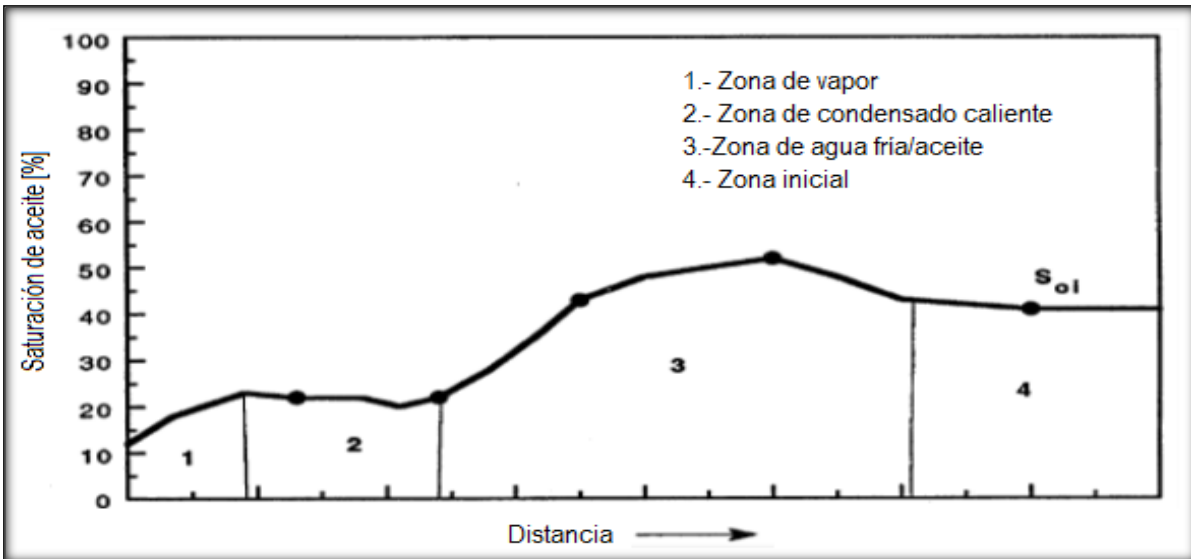 100
90
80
70
60
50
40
30
20
10
0
Saturación de aceite [%]
1.- Zona de vapor
2.- Zona de condensado caliente
3.-Zona de agua fría/aceite
4.- Zona inicial
S oi
1
2
3
4
Distancia